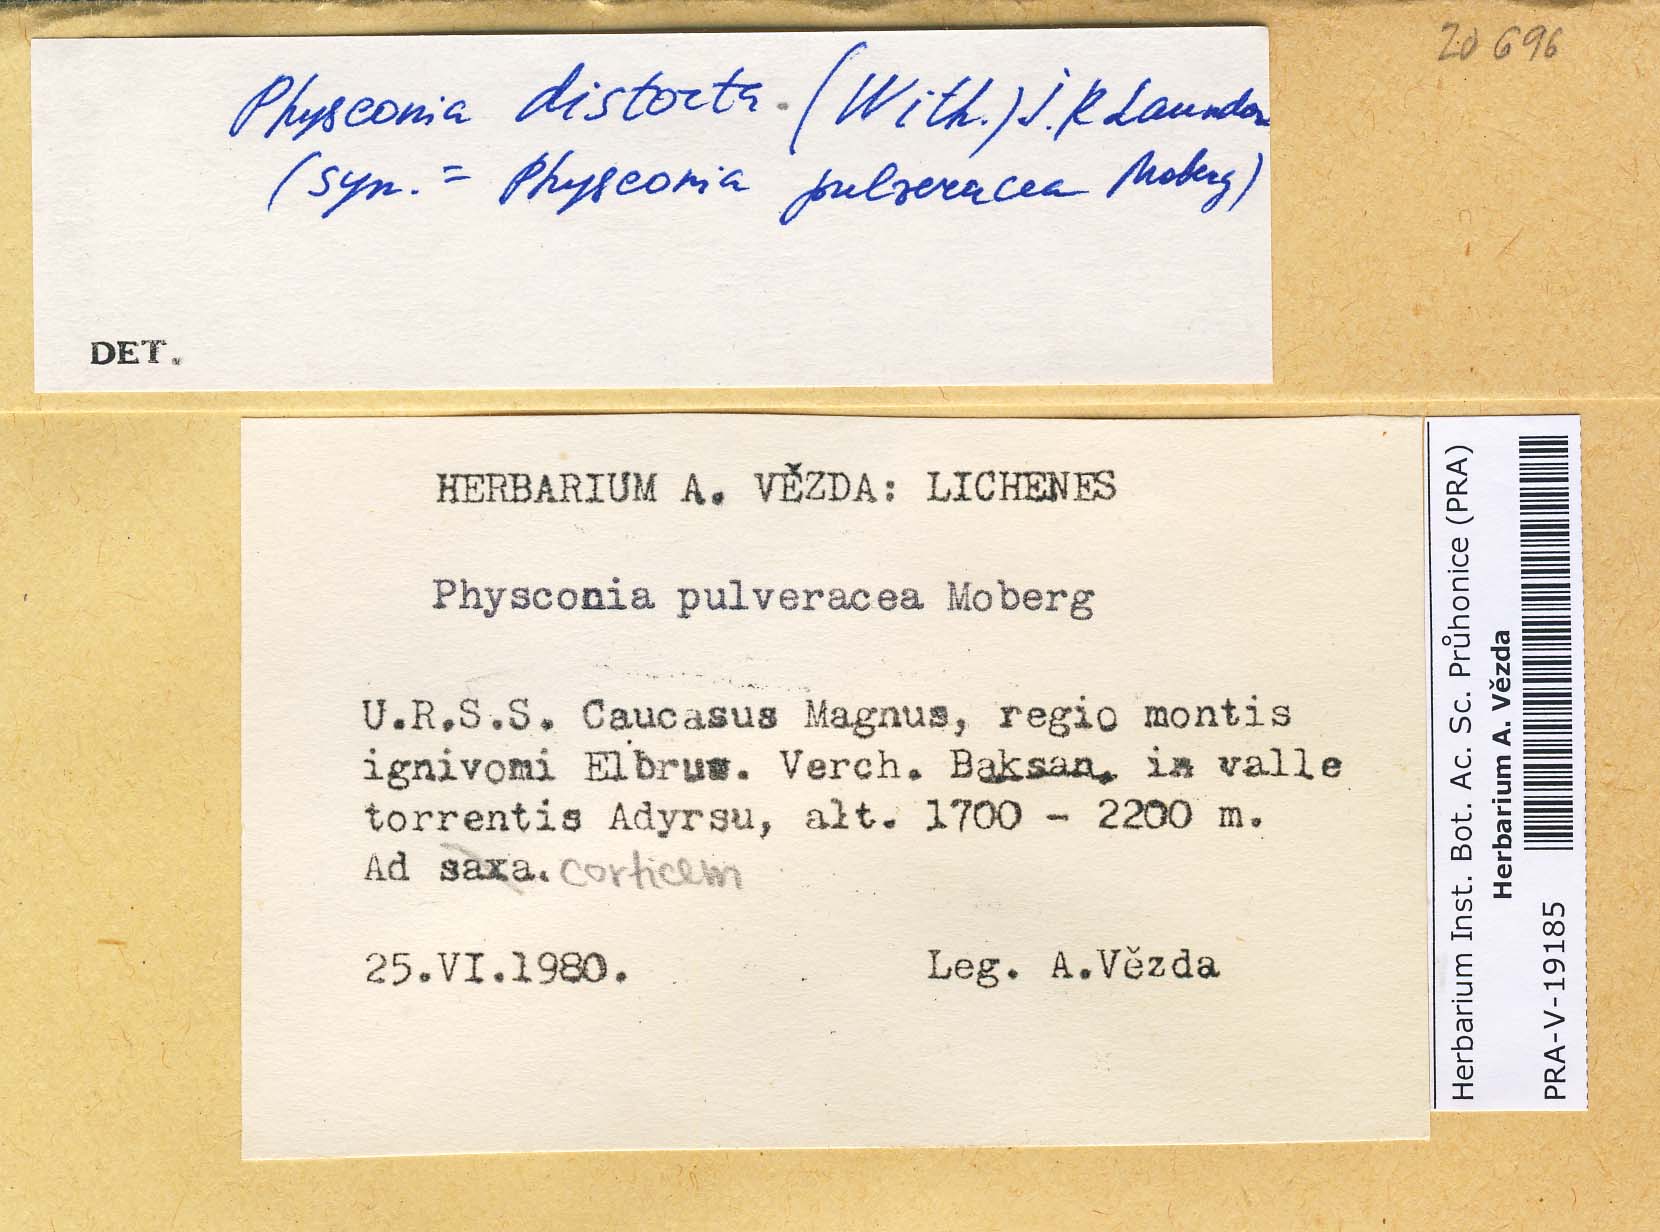 20 696
Physconia distorta. (With.) J.R Laundon
(syn. = Physconia pulveracea Moberg)
DET.
HERBARIUM A. VĚZDA: LICHENES
Physconia pulveracea Moberg
U.R.S.S. Caucasus Magnus, regio montis
ignivomi Elbrus. Verch. Baksan, in valle
torrentis Adyrsu, alt. 1700 - 2200 m.
Ad saxa. corticem
25.VI.1980. Leg. A.Vězda
Herbarium Inst. Bot. Ac. Sc. Průhonice (PRA)
Herbarium A. Vězda
PRA-V-19185